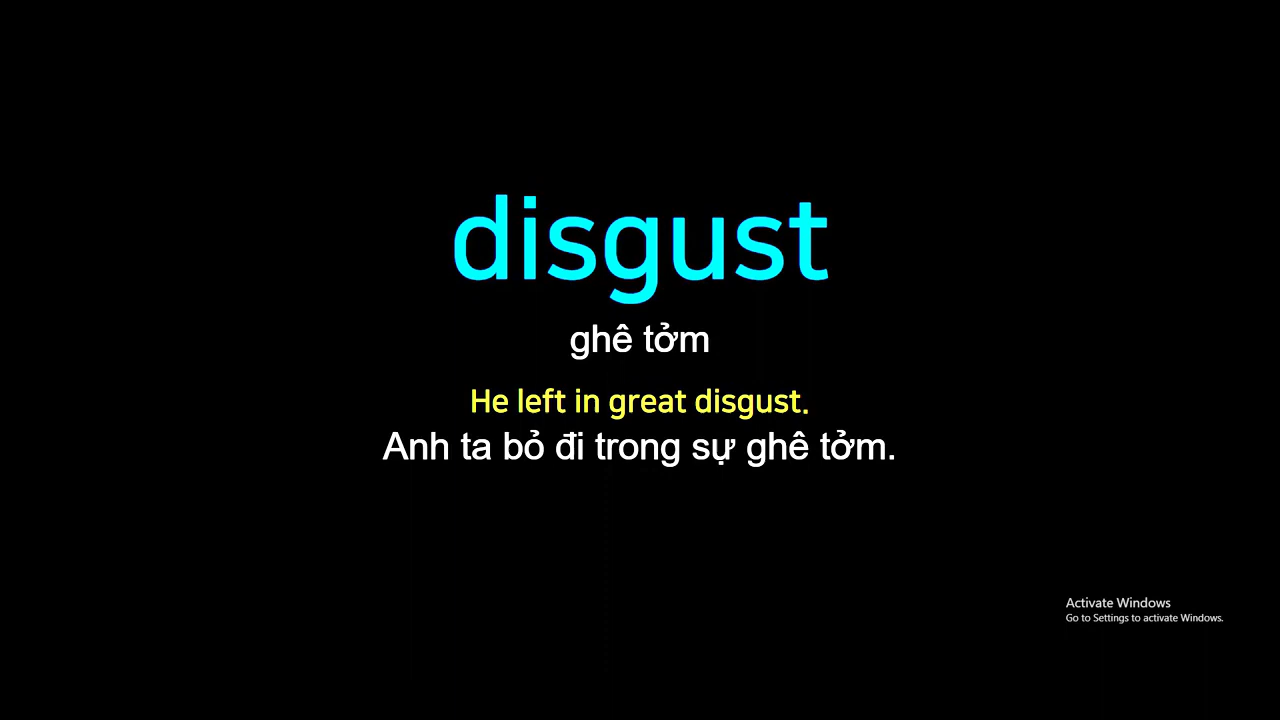 disgust
ghê tởm
He left in great disgust.
Anh ta bỏ đi trong sự ghê tởm.
Activate Windows
Go to Settings to activate Windows.